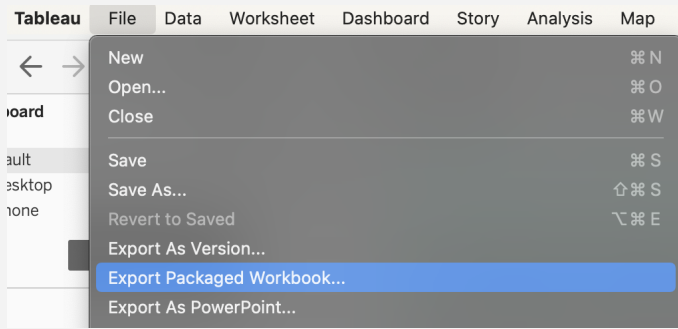 Tableau File Data Worksheet Dashboard Story Analysis Map
New ⌘ N
Open... ⌘ O
Close ⌘ W
board
Save ⌘ S
ault
Save As... ⇧⌘ S
esktop
Revert to Saved ⌥⌘ E
hone
Export As Version...
Export Packaged Workbook...
Export As PowerPoint...